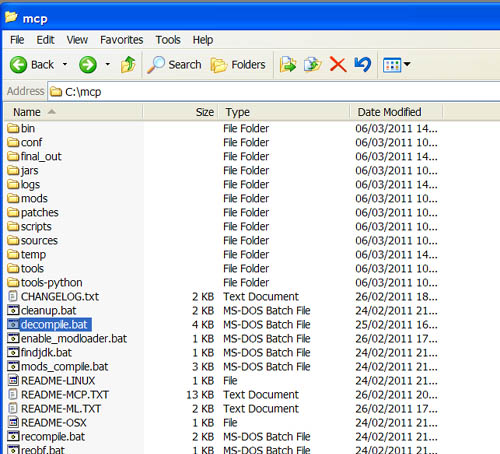 mcp
File Edit View Favorites Tools Help
Back Search Folders
Address C:\mcp
Name Size Type Date Modified
bin File Folder 06/03/2011 14...
conf File Folder 06/03/2011 10...
final_out File Folder 06/03/2011 14...
jars File Folder 06/03/2011 10...
logs File Folder 06/03/2011 14...
mods File Folder 06/03/2011 10...
patches File Folder 06/03/2011 10...
scripts File Folder 06/03/2011 10...
sources File Folder 06/03/2011 10...
temp File Folder 06/03/2011 14...
tools File Folder 06/03/2011 10...
tools-python File Folder 06/03/2011 10...
CHANGELOG.txt 2 KB Text Document 26/02/2011 18...
cleanup.bat 2 KB MS-DOS Batch File 24/02/2011 21...
decompile.bat 4 KB MS-DOS Batch File 25/02/2011 16...
enable_modloader.bat 1 KB MS-DOS Batch File 26/02/2011 17...
findjdk.bat 1 KB MS-DOS Batch File 24/02/2011 21...
mods_compile.bat 3 KB MS-DOS Batch File 24/02/2011 21...
README-LINUX 1 KB File 24/02/2011 21...
README-MCP.TXT 13 KB Text Document 26/02/2011 20...
README-ML.TXT 2 KB Text Document 26/02/2011 17...
README-OSX 1 KB File 24/02/2011 21...
recompile.bat 2 KB MS-DOS Batch File 24/02/2011 21...
reobf.bat 2 KB MS-DOS Batch File 24/02/2011 21...